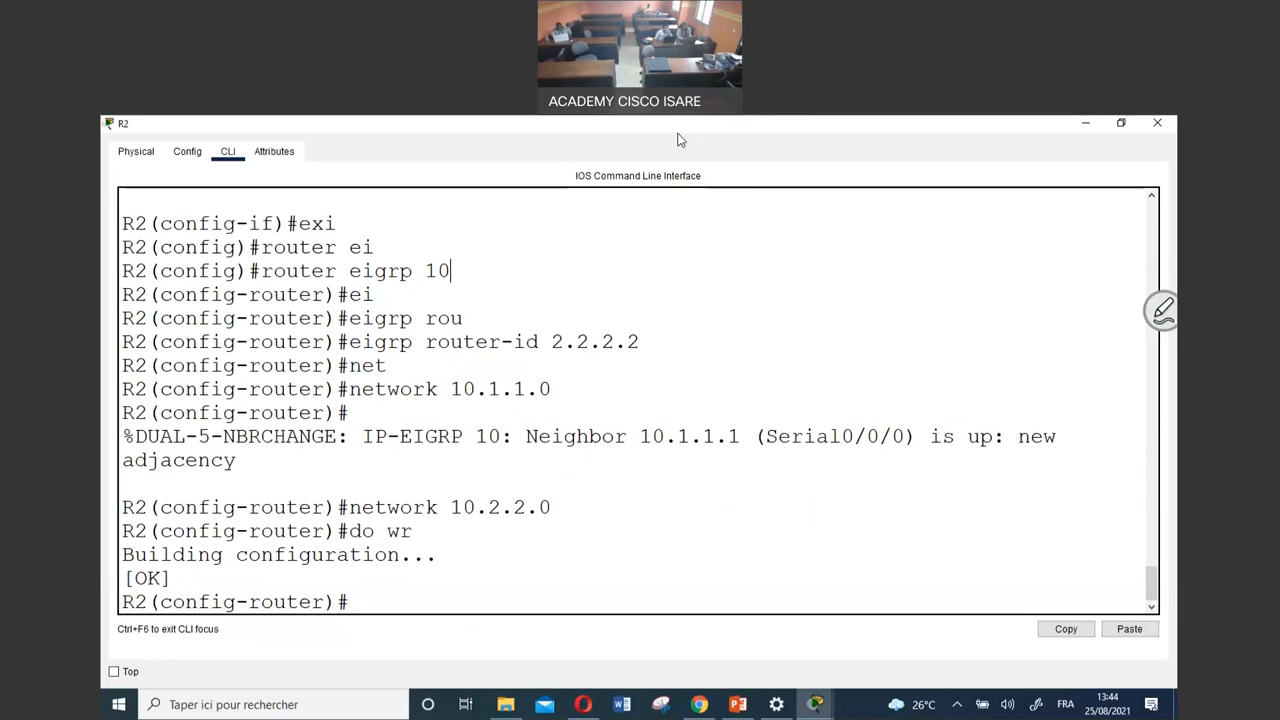 ACADEMY CISCO ISARE
R2
Physical Config CLI Attributes
IOS Command Line Interface
R2(config-if)#exi
R2(config)#router ei
R2(config)#router eigrp 10
R2(config-router)#ei
R2(config-router)#eigrp rou
R2(config-router)#eigrp router-id 2.2.2.2
R2(config-router)#net
R2(config-router)#network 10.1.1.0
R2(config-router)#
%DUAL-5-NBRCHANGE: IP-EIGRP 10: Neighbor 10.1.1.1 (Serial0/0/0) is up: new
adjacency
R2(config-router)#network 10.2.2.0
R2(config-router)#do wr
Building configuration...
[OK]
R2(config-router)#
Ctrl+F6 to exit CLI focus
Copy Paste
Top
Taper ici pour rechercher
26°C
FRA
13:44
25/08/2021